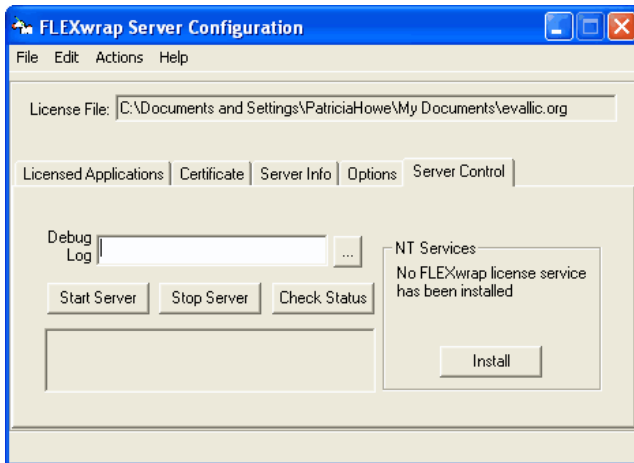 FLEXwrap Server Configuration
File Edit Actions Help
License File: C:\Documents and Settings\PatriciaHowe\My Documents\evallic.org
Licensed Applications Certificate Server Info Options Server Control
Debug
Log
...
Start Server Stop Server Check Status
NT Services
No FLEXwrap license service
has been installed
Install